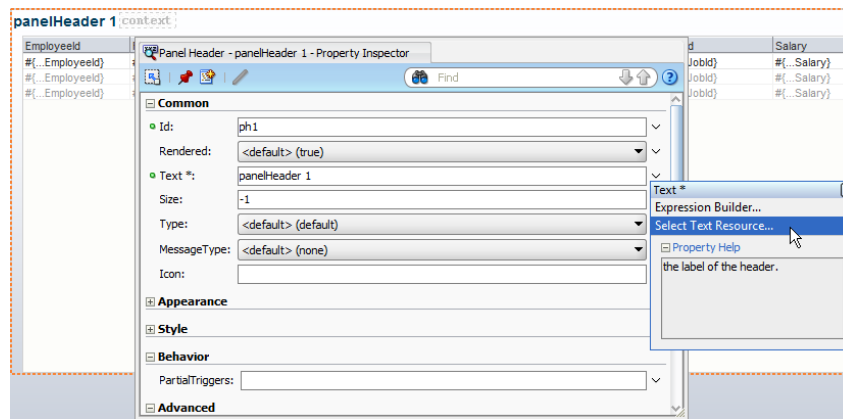 panelHeader 1 context
EmployeeId
d
Salary
#{...EmployeeId}
JobId}
#{...Salary}
#{...EmployeeId}
JobId}
#{...Salary}
#{...EmployeeId}
JobId}
#{...Salary}
Panel Header - panelHeader 1 - Property Inspector
Find
Common
Id: ph1
Rendered: <default> (true)
Text *: panelHeader 1
Size: -1
Type: <default> (default)
MessageType: <default> (none)
Icon:
Appearance
Style
Behavior
PartialTriggers:
Advanced
Text *
Expression Builder...
Select Text Resource...
Property Help
the label of the header.